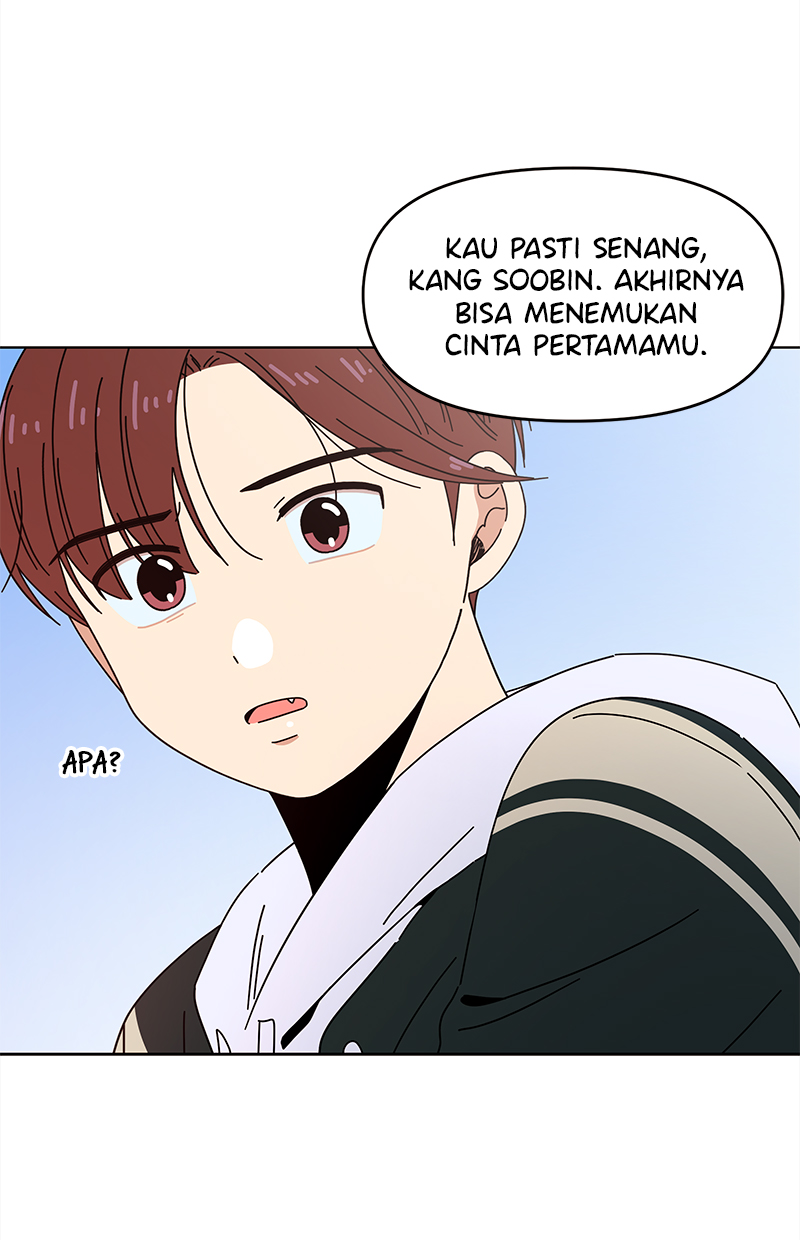 KAU PASTI SENANG,
KANG SOOBIN. AKHIRNYA
BISA MENEMUKAN
CINTA PERTAMAMU.
APA?